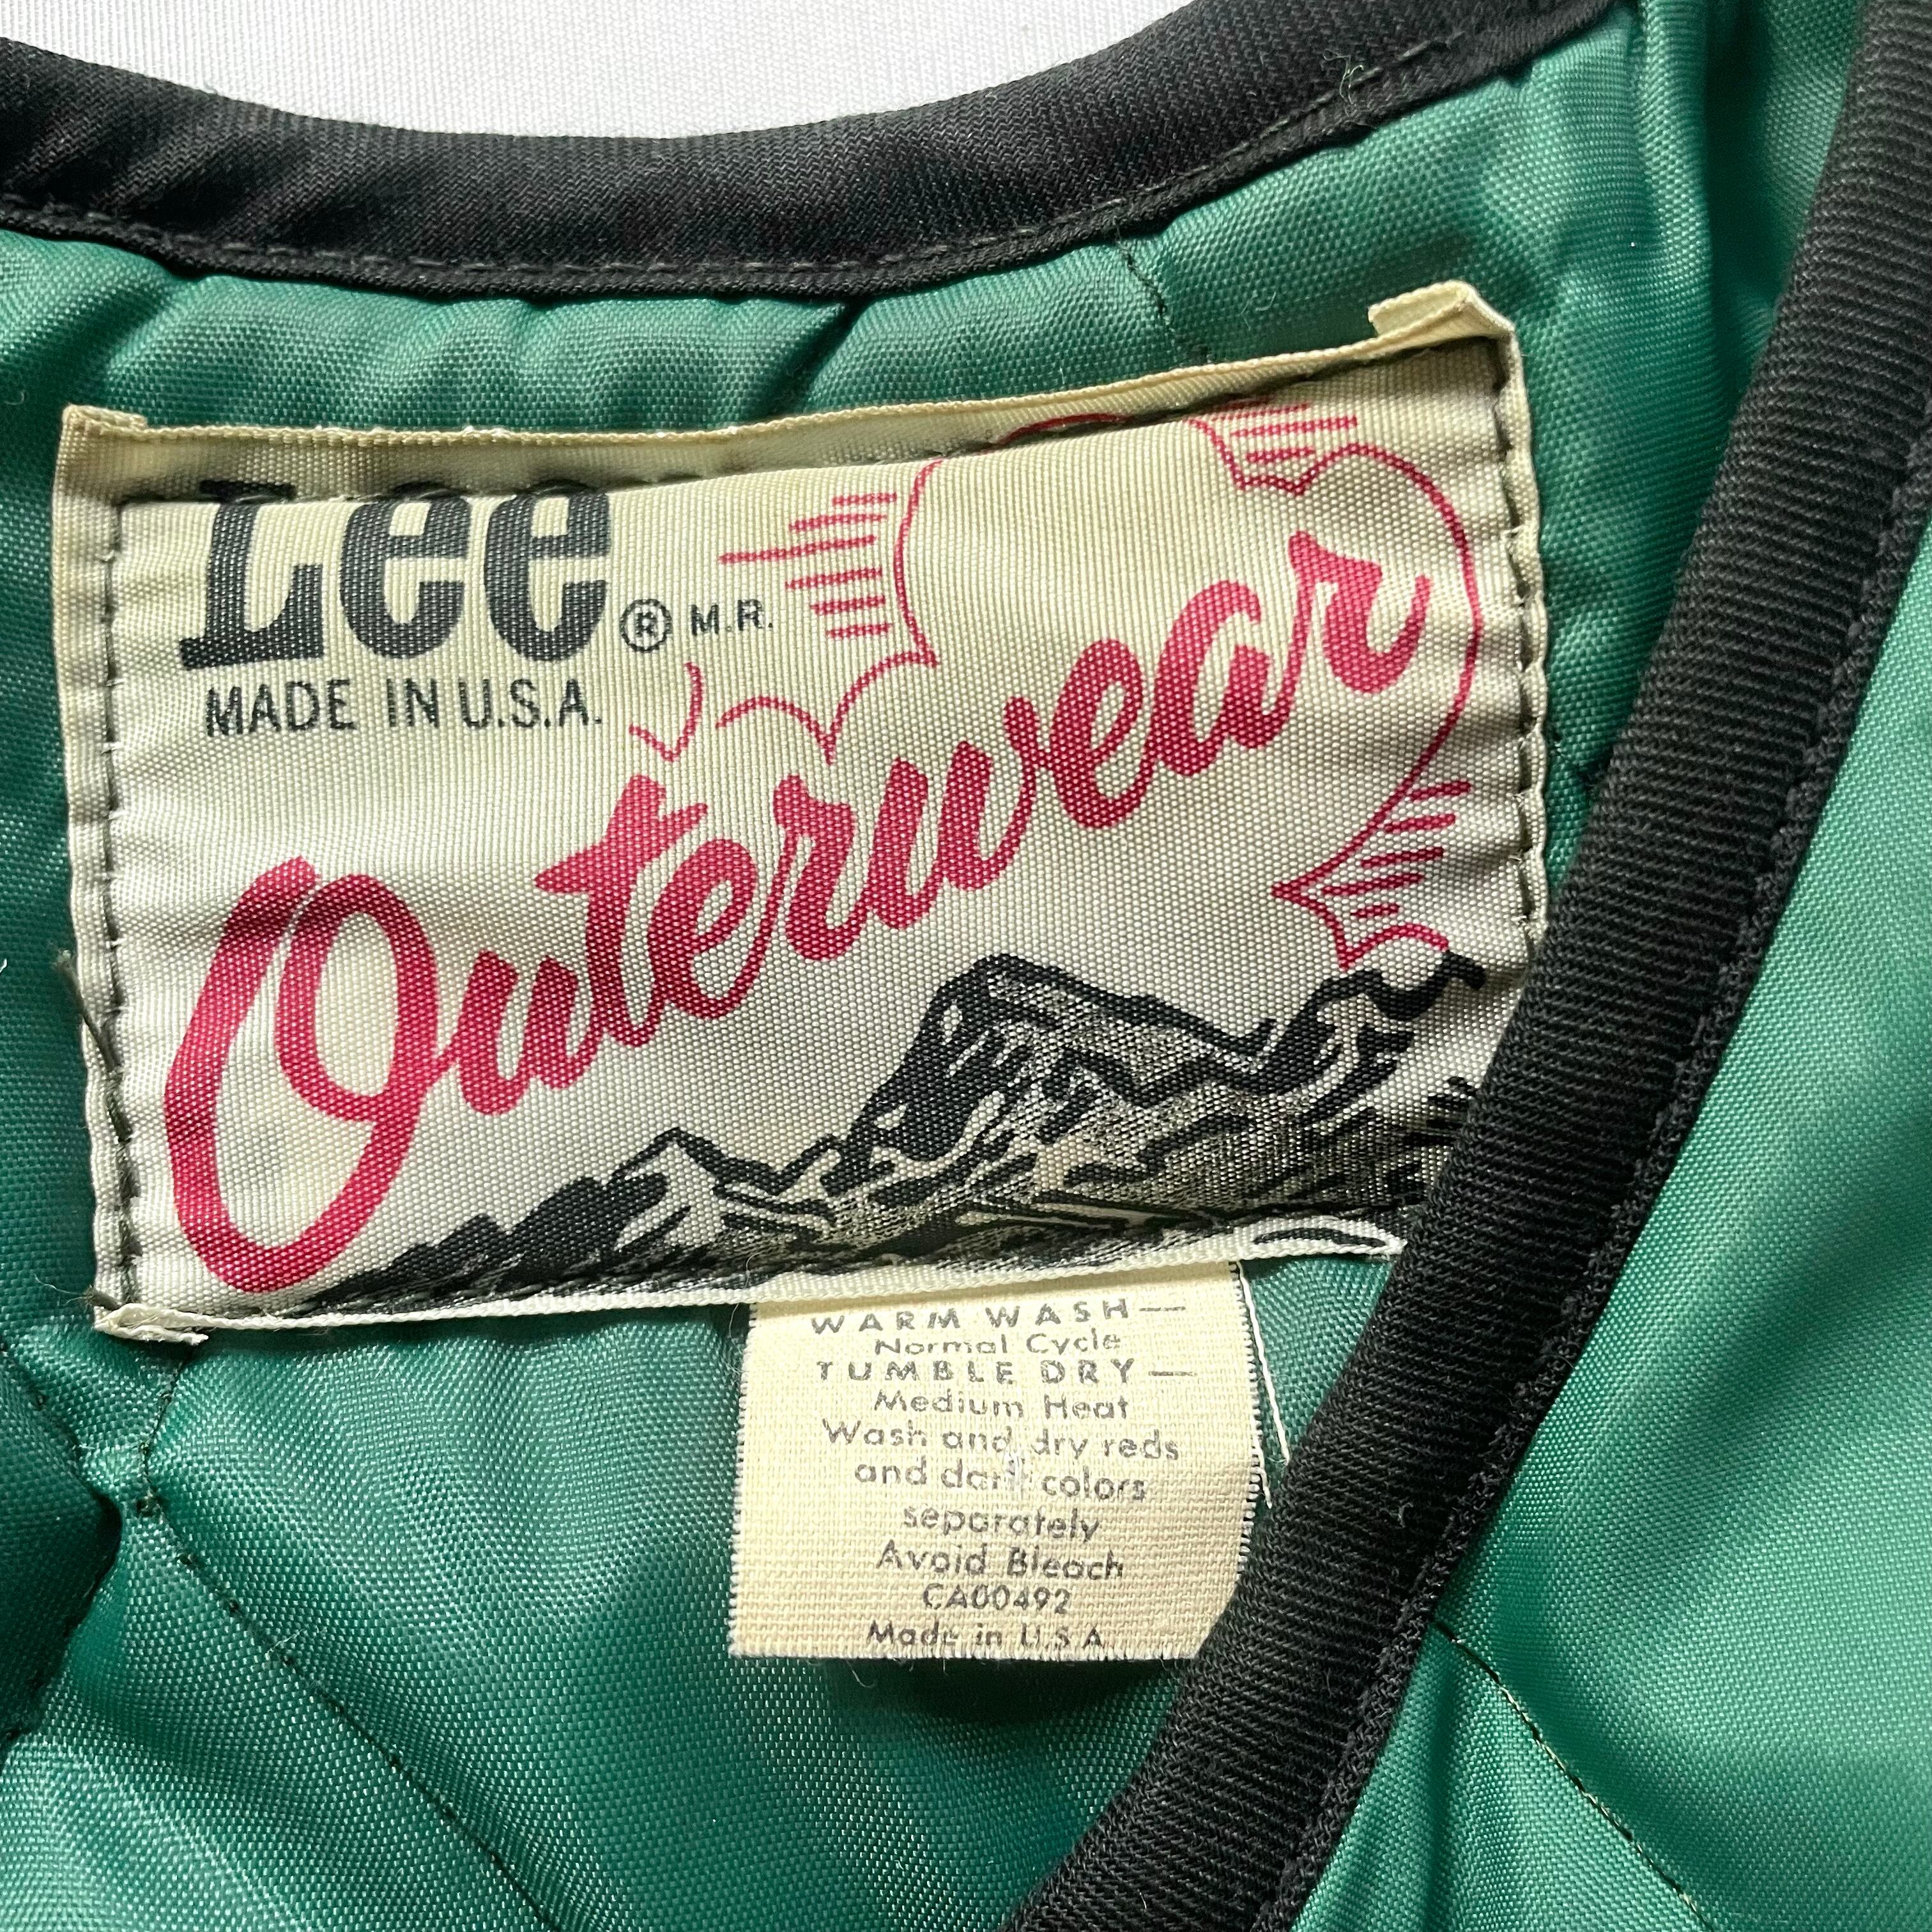 Lee® M.R.
MADE IN U.S.A.
Outerwear
WARM WASH—
Normal Cycle
TUMBLE DRY—
Medium Heat
Wash and dry reds
and dark colors
separately
Avoid Bleach
CA00492
Made in U.S.A.